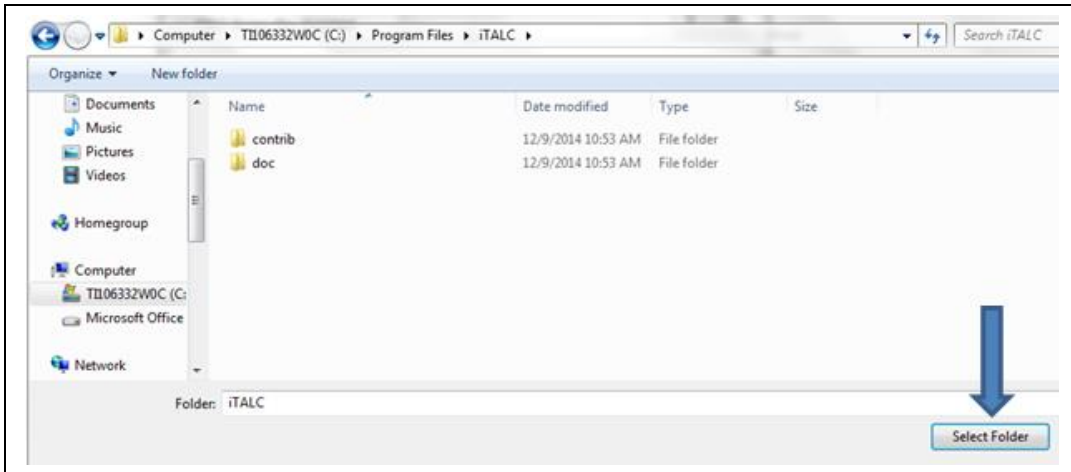 Computer ▸ TI106332W0C (C:) ▸ Program Files ▸ iTALC ▸ Search iTALC
Organize ▾ New folder
Documents
Music
Pictures
Videos
Homegroup
Computer
TI106332W0C (C:
Microsoft Office
Network
Name Date modified Type Size
contrib 12/9/2014 10:53 AM File folder
doc 12/9/2014 10:53 AM File folder
Folder: iTALC
Select Folder